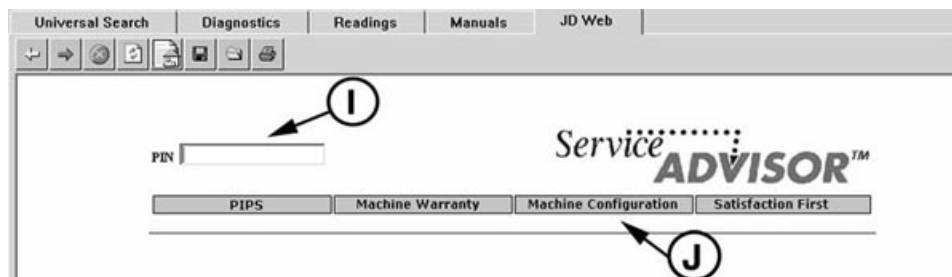 Universal Search Diagnostics Readings Manuals JD Web
I
PIN
Service
ADVISOR™
PIPS Machine Warranty Machine Configuration Satisfaction First
J